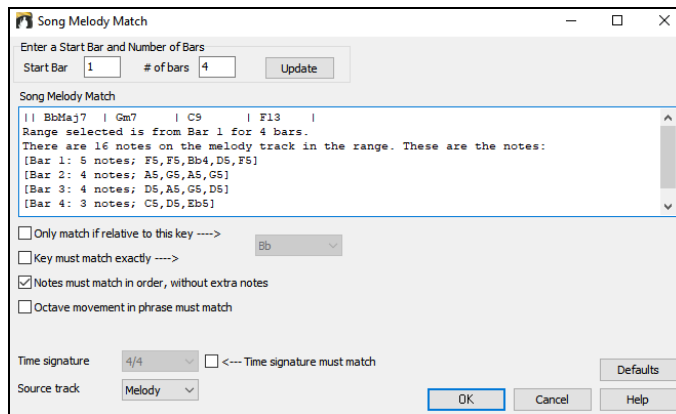 Song Melody Match
Enter a Start Bar and Number of Bars
Start Bar 1 # of bars 4 Update
Song Melody Match
|| BbMaj7 | Gm7 | C9 | F13 |
Range selected is from Bar 1 for 4 bars.
There are 16 notes on the melody track in the range. These are the notes:
[Bar 1: 5 notes; F5,F5,Bb4,D5,F5]
[Bar 2: 4 notes; A5,G5,A5,G5]
[Bar 3: 4 notes; D5,A5,G5,D5]
[Bar 4: 3 notes; C5,D5,Eb5]
Only match if relative to this key ---->
Bb
Key must match exactly ---->
Notes must match in order, without extra notes
Octave movement in phrase must match
Time signature 4/4 <--- Time signature must match
Defaults
Source track Melody
OK Cancel Help